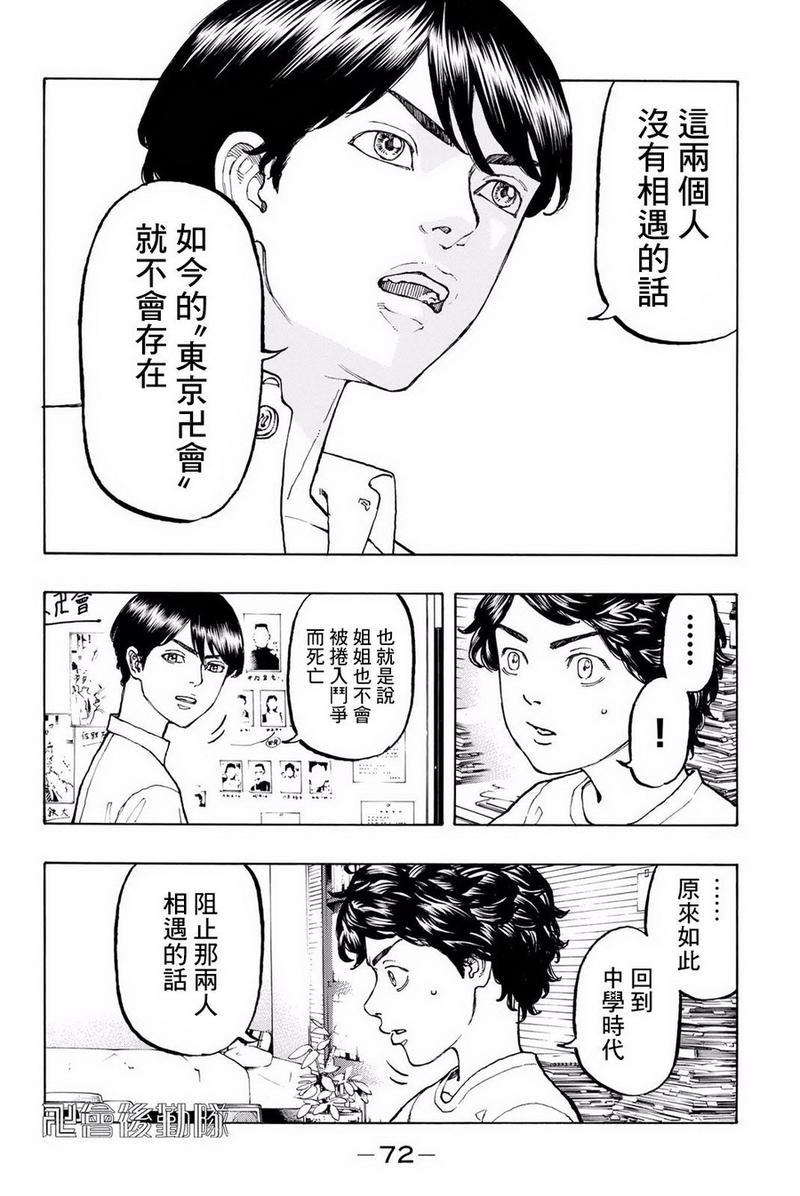 這兩個人
沒有相遇的話
如今的"東京卍會"
就不會存在
……
！
也就是說
姐姐也不會
被捲入鬥爭
而死亡
卍會
……
原來如此
回到
中學時代
阻止那兩人
相遇的話
卍會後勤隊
－72－